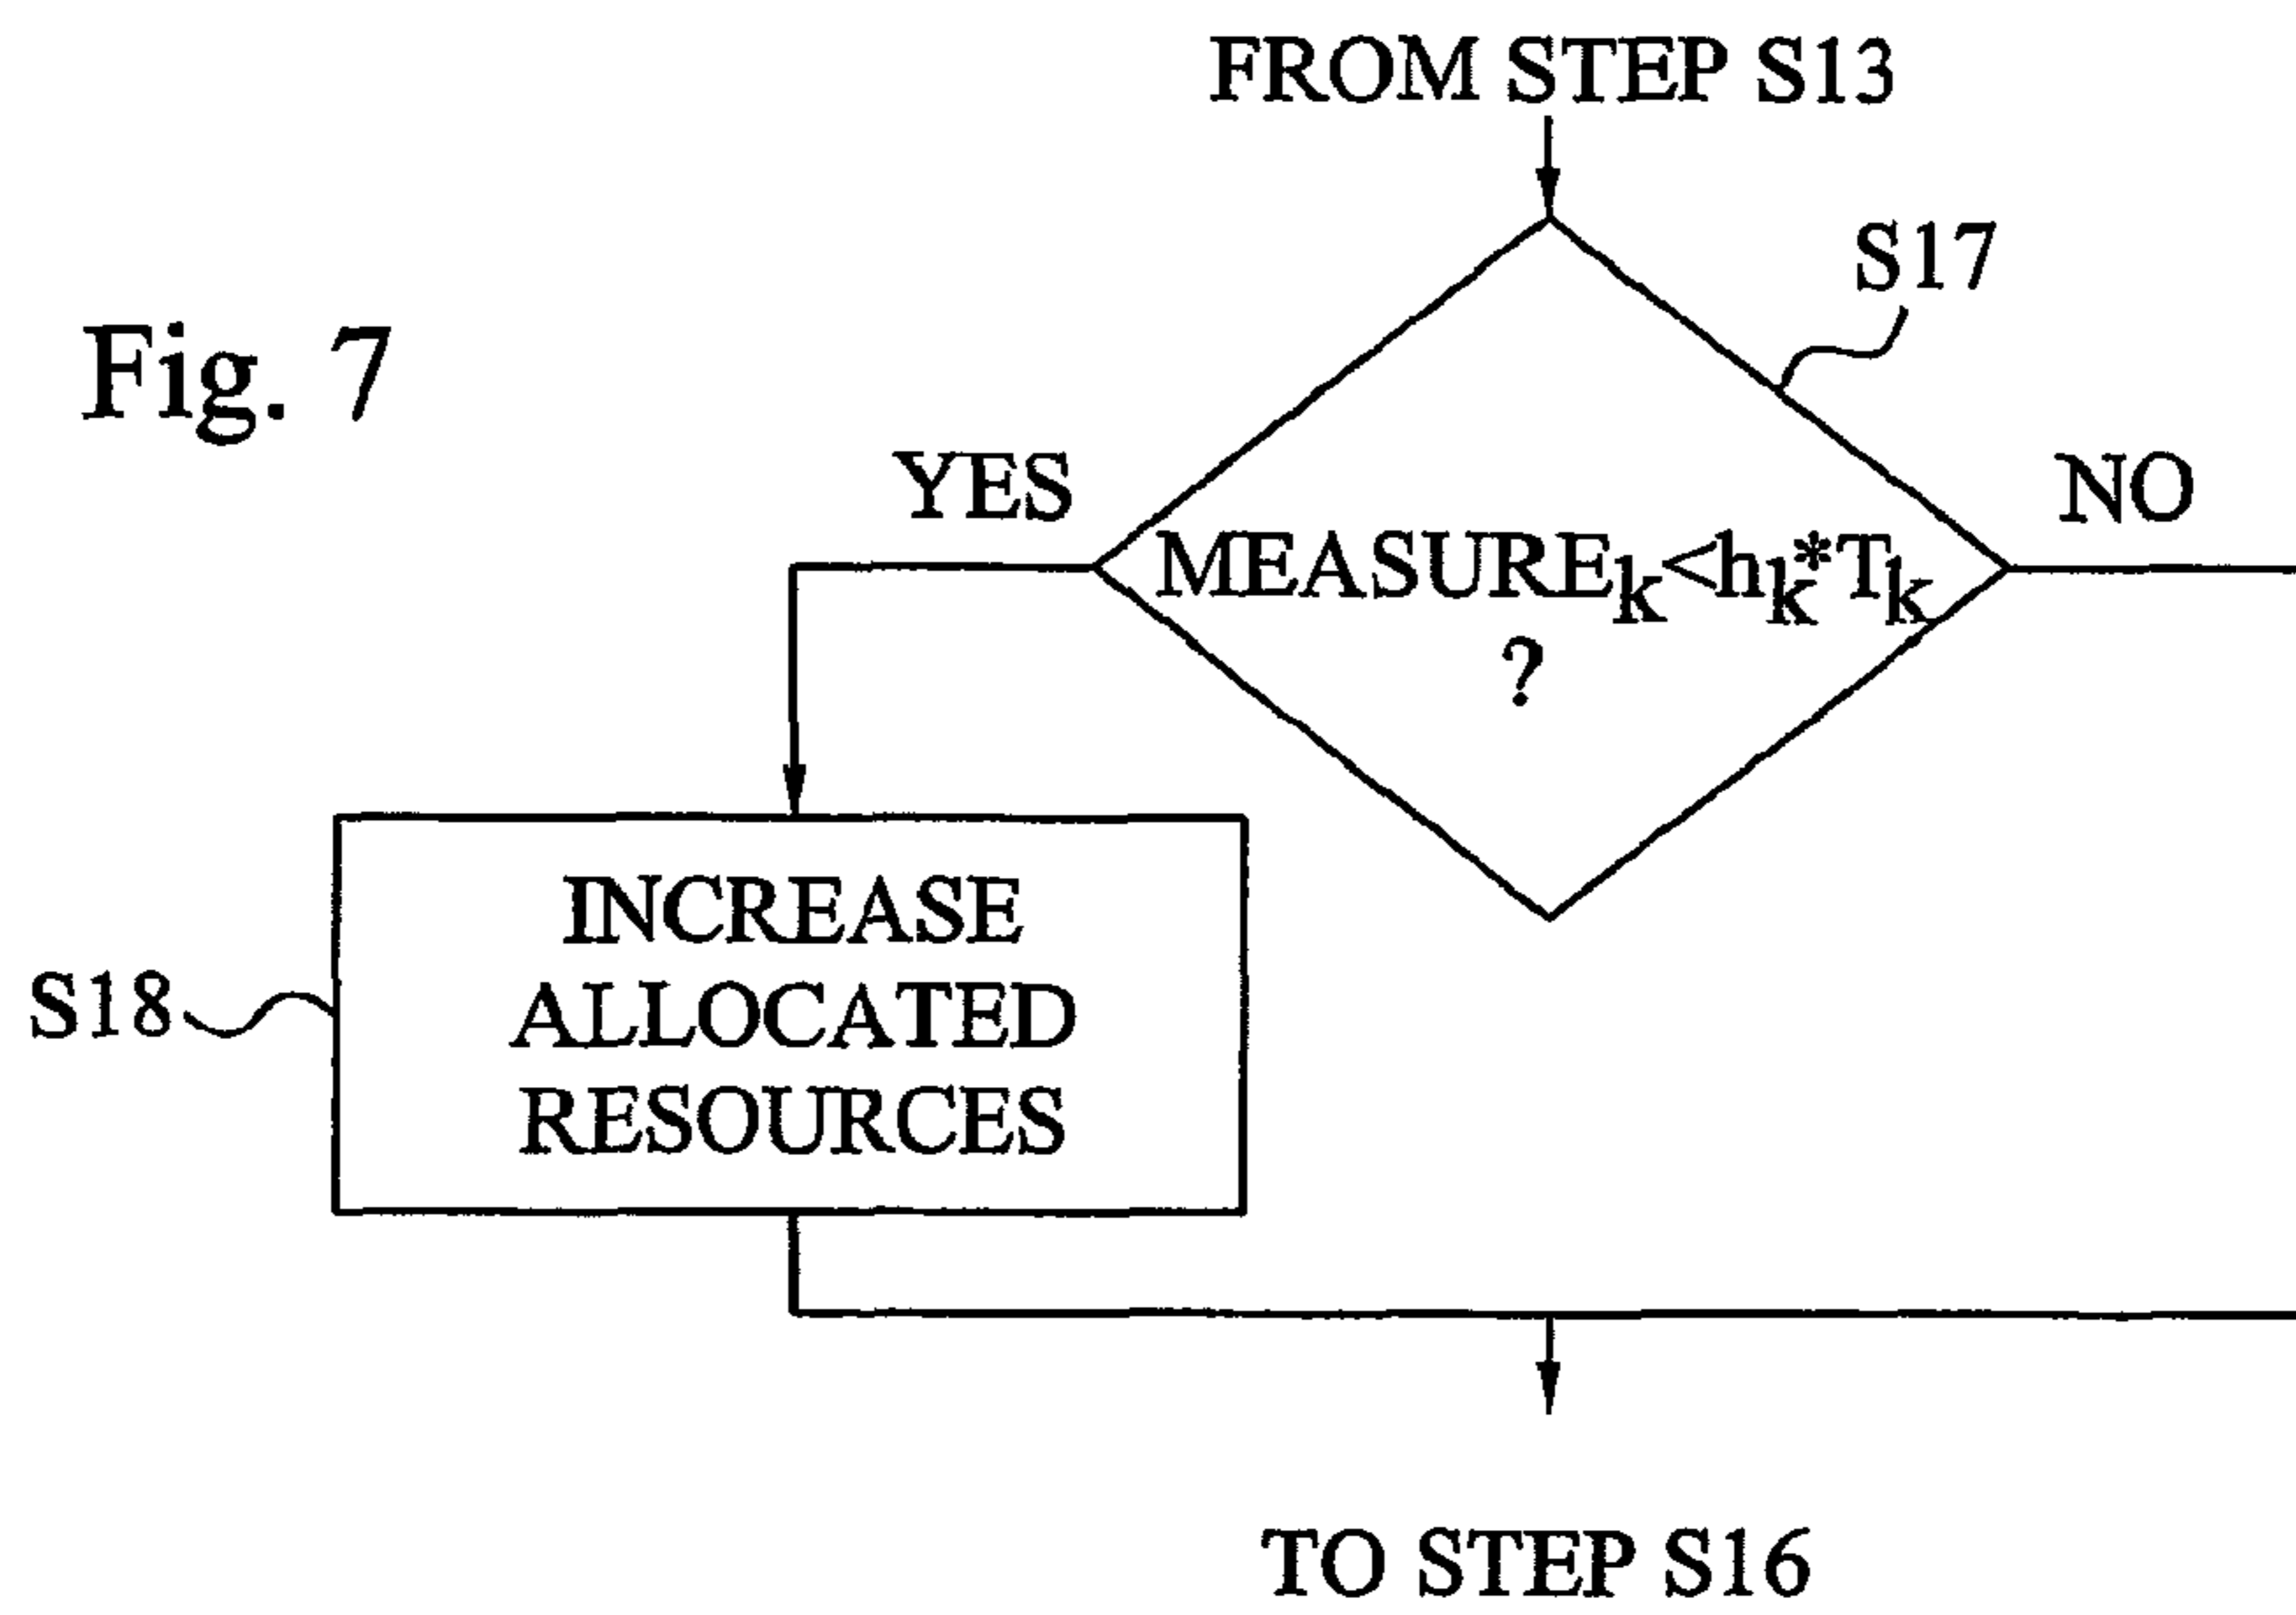 FROM STEP S13
S17
Fig. 7
YES
NO
MEASUREk<hk*Tk
?
INCREASE
ALLOCATED
RESOURCES
S18
TO STEP S16